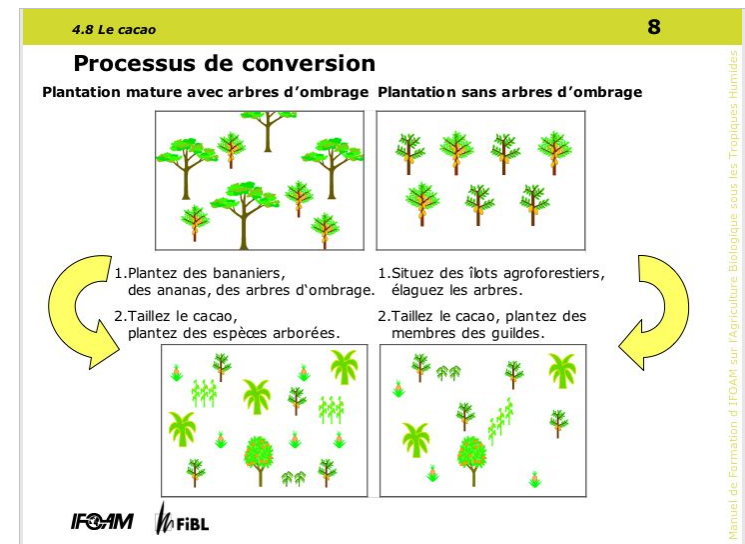 4.8 Le cacao
8
Processus de conversion
Plantation mature avec arbres d'ombrage Plantation sans arbres d'ombrage
1.Plantez des bananiers,
des ananas, des arbres d'ombrage.
2.Taillez le cacao,
plantez des espèces arborées.
1.Situez des îlots agroforestiers,
élaguez les arbres.
2.Taillez le cacao, plantez des
membres des guildes.
IFOAM
FiBL
Manuel de Formation d IFOAM sur l'Agriculture Biologique sous les Tropiques Humides